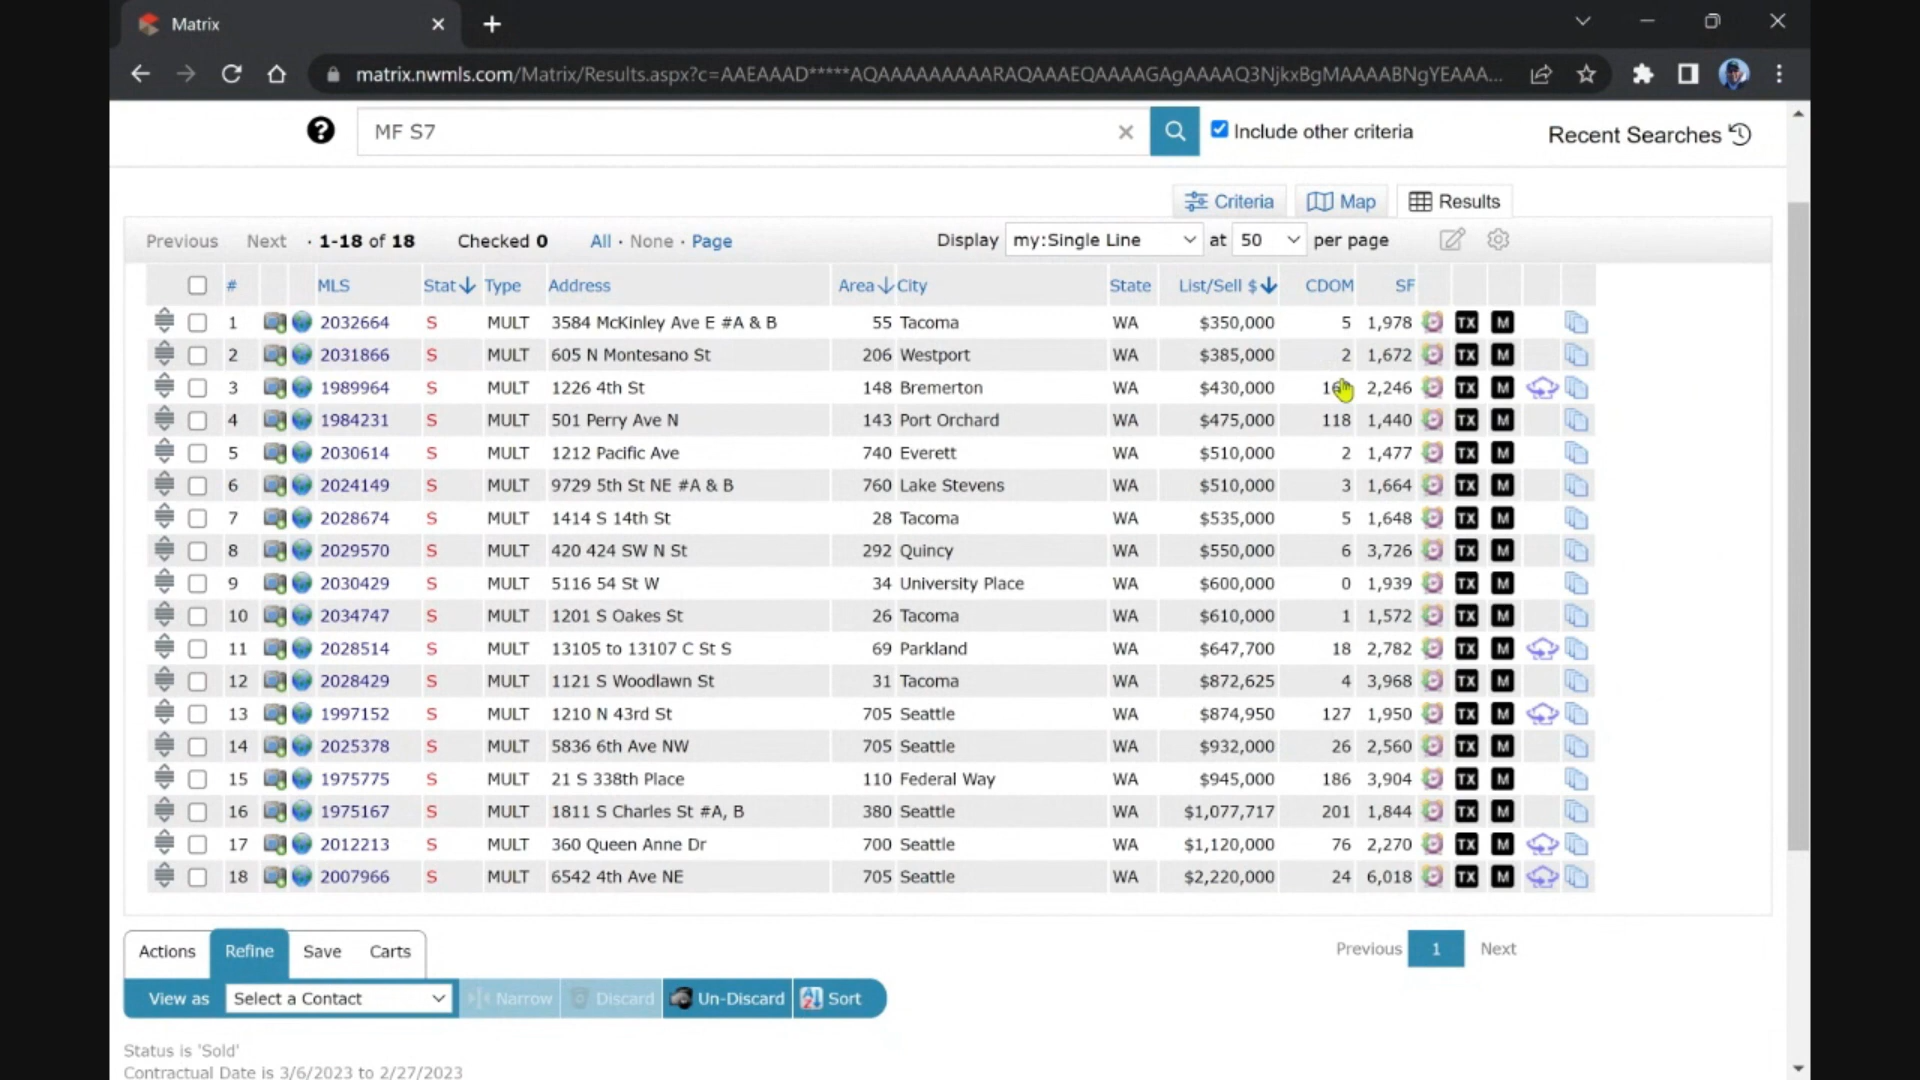 Matrix
matrix.nwmls.com/Matrix/Results.aspx?c=AAEAAAD*****AQAAAAAAAAARAQAAAEQAAAAGAgAAAAQ3NjkxBgMAAAABNgYEAAA...
MF S7
Include other criteria
Recent Searches
Criteria Map Results
Previous Next · 1-18 of 18 Checked 0 All · None · Page Display my:Single Line at 50 per page
# MLS Stat Type Address Area City State List/Sell $ CDOM SF
1 2032664 S MULT 3584 McKinley Ave E #A & B 55 Tacoma WA $350,000 5 1,978 TX M
2 2031866 S MULT 605 N Montesano St 206 Westport WA $385,000 2 1,672 TX M
3 1989964 S MULT 1226 4th St 148 Bremerton WA $430,000 2,246 TX M
4 1984231 S MULT 501 Perry Ave N 143 Port Orchard WA $475,000 118 1,440 TX M
5 2030614 S MULT 1212 Pacific Ave 740 Everett WA $510,000 2 1,477 TX M
6 2024149 S MULT 9729 5th St NE #A & B 760 Lake Stevens WA $510,000 3 1,664 TX M
7 2028674 S MULT 1414 S 14th St 28 Tacoma WA $535,000 5 1,648 TX M
8 2029570 S MULT 420 424 SW N St 292 Quincy WA $550,000 6 3,726 TX M
9 2030429 S MULT 5116 54 St W 34 University Place WA $600,000 0 1,939 TX M
10 2034747 S MULT 1201 S Oakes St 26 Tacoma WA $610,000 1 1,572 TX M
11 2028514 S MULT 13105 to 13107 C St S 69 Parkland WA $647,700 18 2,782 TX M
12 2028429 S MULT 1121 S Woodlawn St 31 Tacoma WA $872,625 4 3,968 TX M
13 1997152 S MULT 1210 N 43rd St 705 Seattle WA $874,950 127 1,950 TX M
14 2025378 S MULT 5836 6th Ave NW 705 Seattle WA $932,000 26 2,560 TX M
15 1975775 S MULT 21 S 338th Place 110 Federal Way WA $945,000 186 3,904 TX M
16 1975167 S MULT 1811 S Charles St #A, B 380 Seattle WA $1,077,717 201 1,844 TX M
17 2012213 S MULT 360 Queen Anne Dr 700 Seattle WA $1,120,000 76 2,270 TX M
18 2007966 S MULT 6542 4th Ave NE 705 Seattle WA $2,220,000 24 6,018 TX M
Actions Refine Save Carts
Previous 1 Next
View as Select a Contact Narrow Discard Un-Discard Sort
Status is 'Sold'
Contractual Date is 3/6/2023 to 2/27/2023